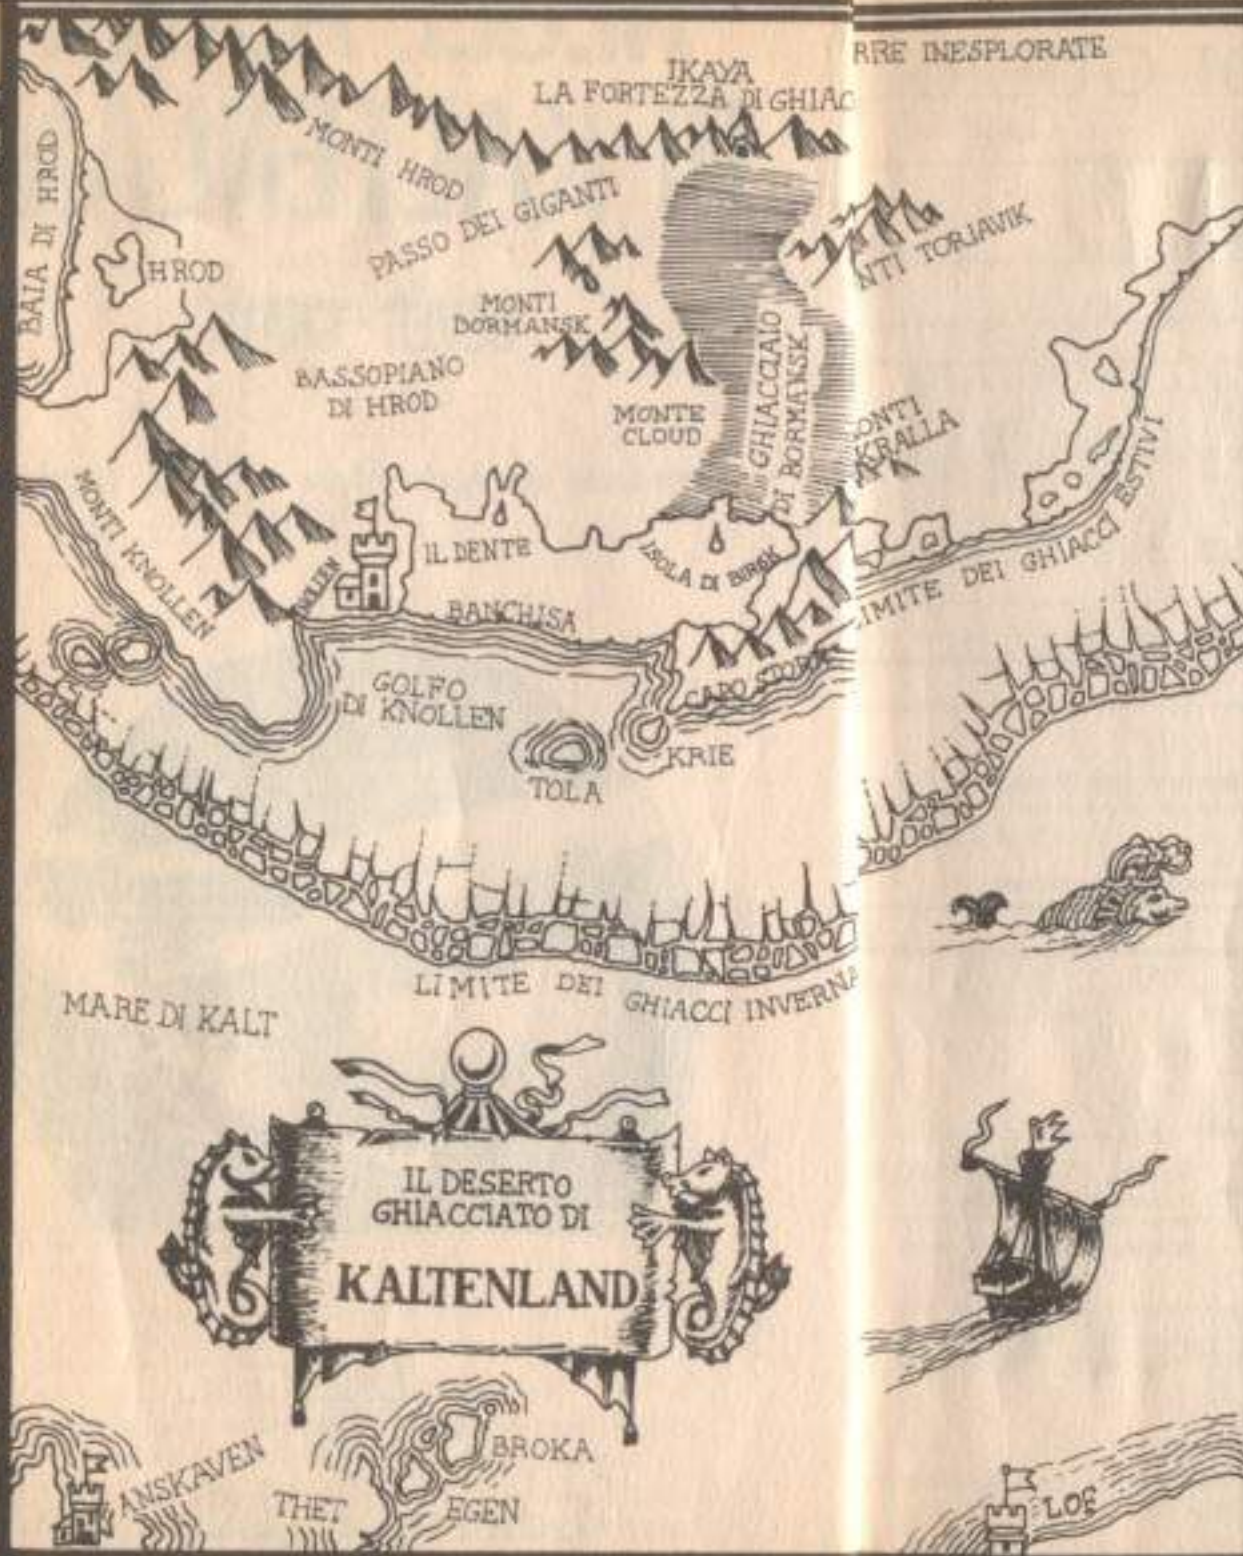 RRE INESPLORATE
IKAYA
LA FORTEZZA DI GHIAC
MONTI HROD
BAIA DI HROD
PASSO DEI GIGANTI
NTI TORJAVIK
HROD
MONTI
BORMANSK
GHIACCIAIO
DI BORMANSK
BASSOPIANO
DI HROD
MONTE
CLOUD
ONTI
KRALLA
MONTI KNOLLEN
IL DENTE
ISOLA DI BIRSK
LIMITE DEI GHIACCI ESTIVI
BANCHISA
CAPO
GOLFO
DI KNOLLEN
KRIE
TOLA
LIMITE DEI GHIACCI INVERNA
MARE DI KALT
IL DESERTO
GHIACCIATO DI
KALTENLAND
ANSKAVEN
BROKA
THET
EGEN
LOF